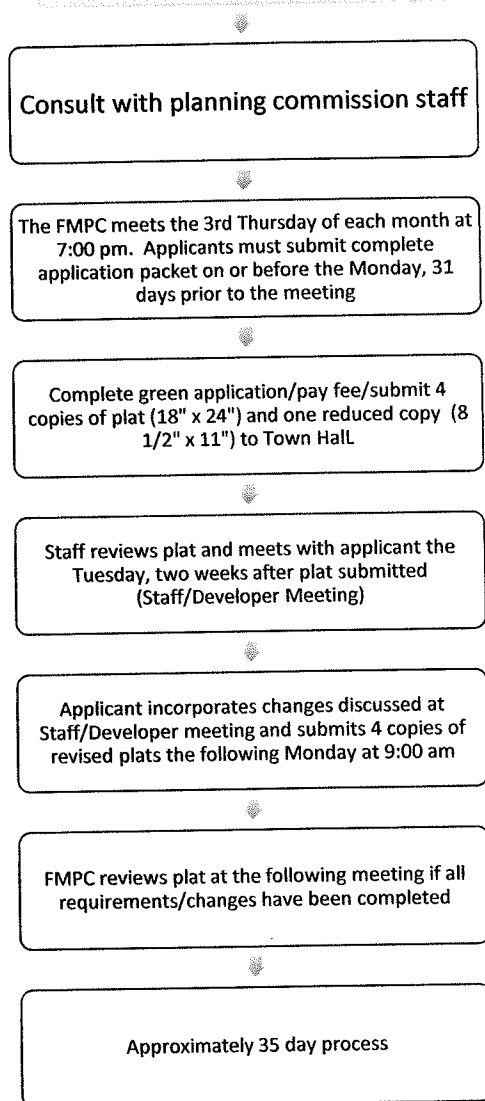 Consult with planning commission staff
The FMPC meets the 3rd Thursday of each month at
7:00 pm. Applicants must submit complete
application packet on or before the Monday, 31
days prior to the meeting
Complete green application/pay fee/submit 4
copies of plat (18" x 24") and one reduced copy (8
1/2" x 11") to Town Hall.
Staff reviews plat and meets with applicant the
Tuesday, two weeks after plat submitted
(Staff/Developer Meeting)
Applicant incorporates changes discussed at
Staff/Developer meeting and submits 4 copies of
revised plats the following Monday at 9:00 am
FMPC reviews plat at the following meeting if all
requirements/changes have been completed
Approximately 35 day process